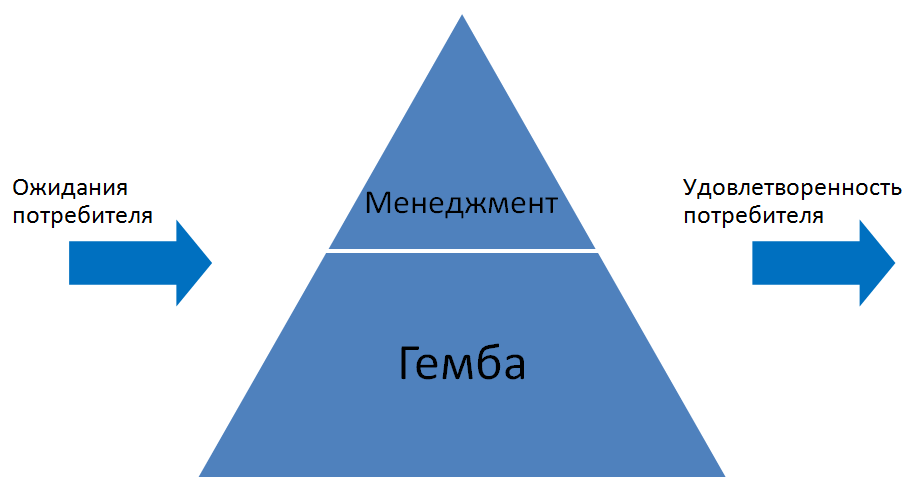 Ожидания
потребителя
Менеджмент
Гемба
Удовлетворенность
потребителя